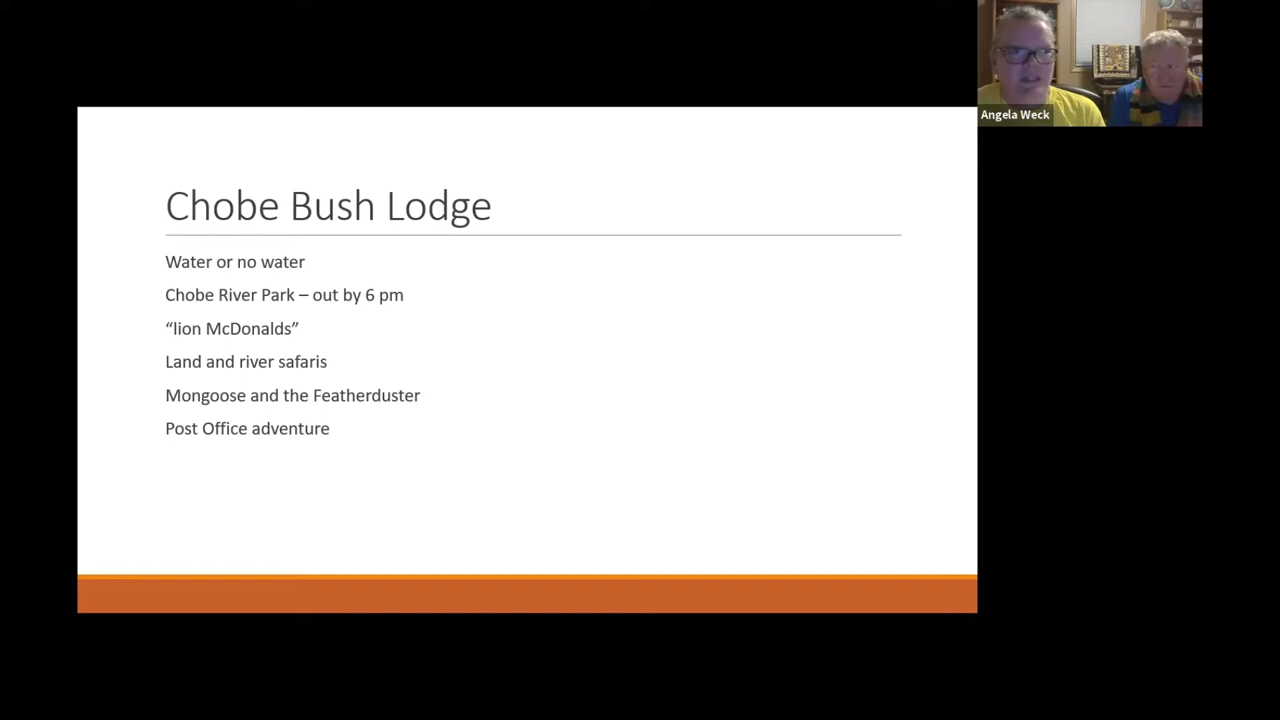 Chobe Bush Lodge
Water or no water
Chobe River Park – out by 6 pm
“lion McDonalds”
Land and river safaris
Mongoose and the Featherduster
Post Office adventure
Angela Weck